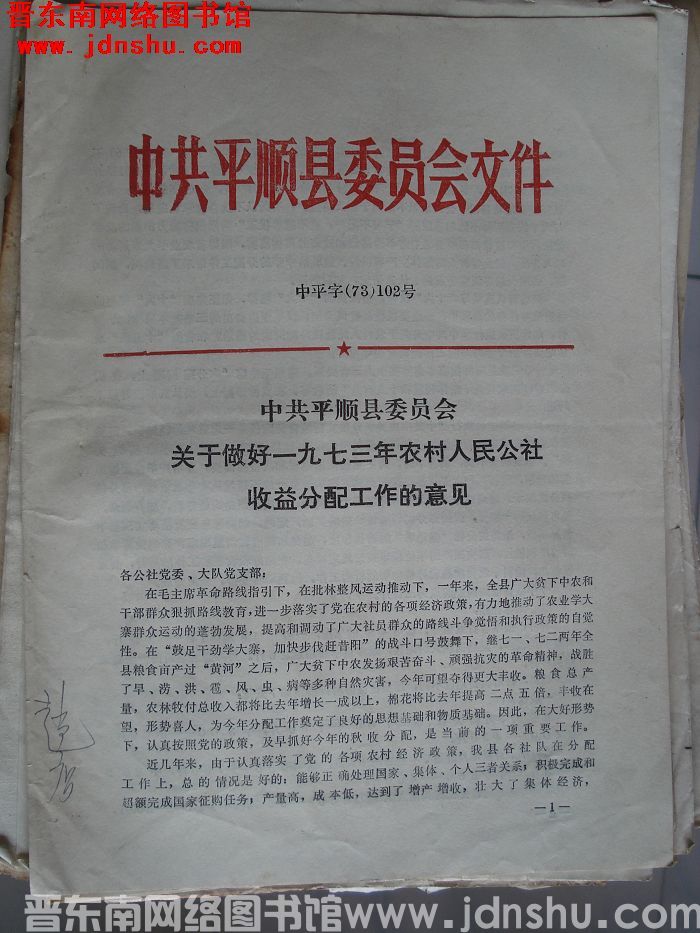 晋东南网络图书馆
www.jdnshu.com
中共平顺县委员会文件
中平字(73)102号
中共平顺县委员会
关于做好一九七三年农村人民公社
收益分配工作的意见
各公社党委、大队党支部：
在毛主席革命路线指引下，在批林整风运动推动下，一年来，全县广大贫下中农和
干部群众狠抓路线教育，进一步落实了党在农村的各项经济政策，有力地推动了农业学大
寨群众运动的蓬勃发展，提高和调动了广大社员群众的路线斗争觉悟和执行政策的自觉
性。在“鼓足干劲学大寨，加快步伐赶昔阳”的战斗口号鼓舞下，继七一、七二两年全
县粮食亩产过“黄河”之后，广大贫下中农发扬艰苦奋斗、顽强抗灾的革命精神，战胜
了旱、涝、洪、雹、风、虫、病等多种自然灾害，今年可望夺得更大丰收。粮食总产
量，农林牧付总收入都将比去年增长一成以上，棉花将比去年提高二点五倍，丰收在
望，形势喜人，为今年分配工作奠定了良好的思想基础和物质基础。因此，在大好形势
下，认真按照党的政策，及早抓好今年的秋收分配，是当前的一项重要工作。
近几年来，由于认真落实了党的各项农村经济政策，我县各社队在分配
工作上，总的情况是好的：能够正确处理国家、集体、个人三者关系；积极完成和
超额完成国家征购任务；产量高，成本低，达到了增产增收，壮大了集体经济，
—1—
晋东南网络图书馆www.jdnshu.com